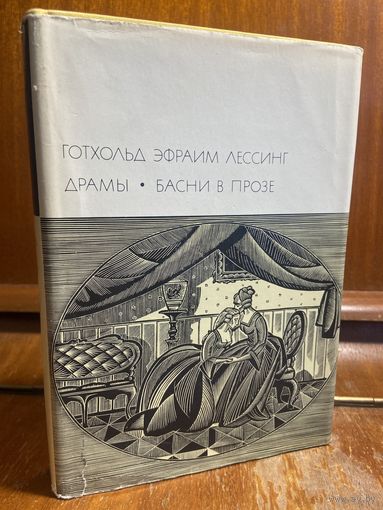 ГОТХОЛЬД ЭФРАИМ ЛЕССИНГ
ДРАМЫ • БАСНИ В ПРОЗЕ